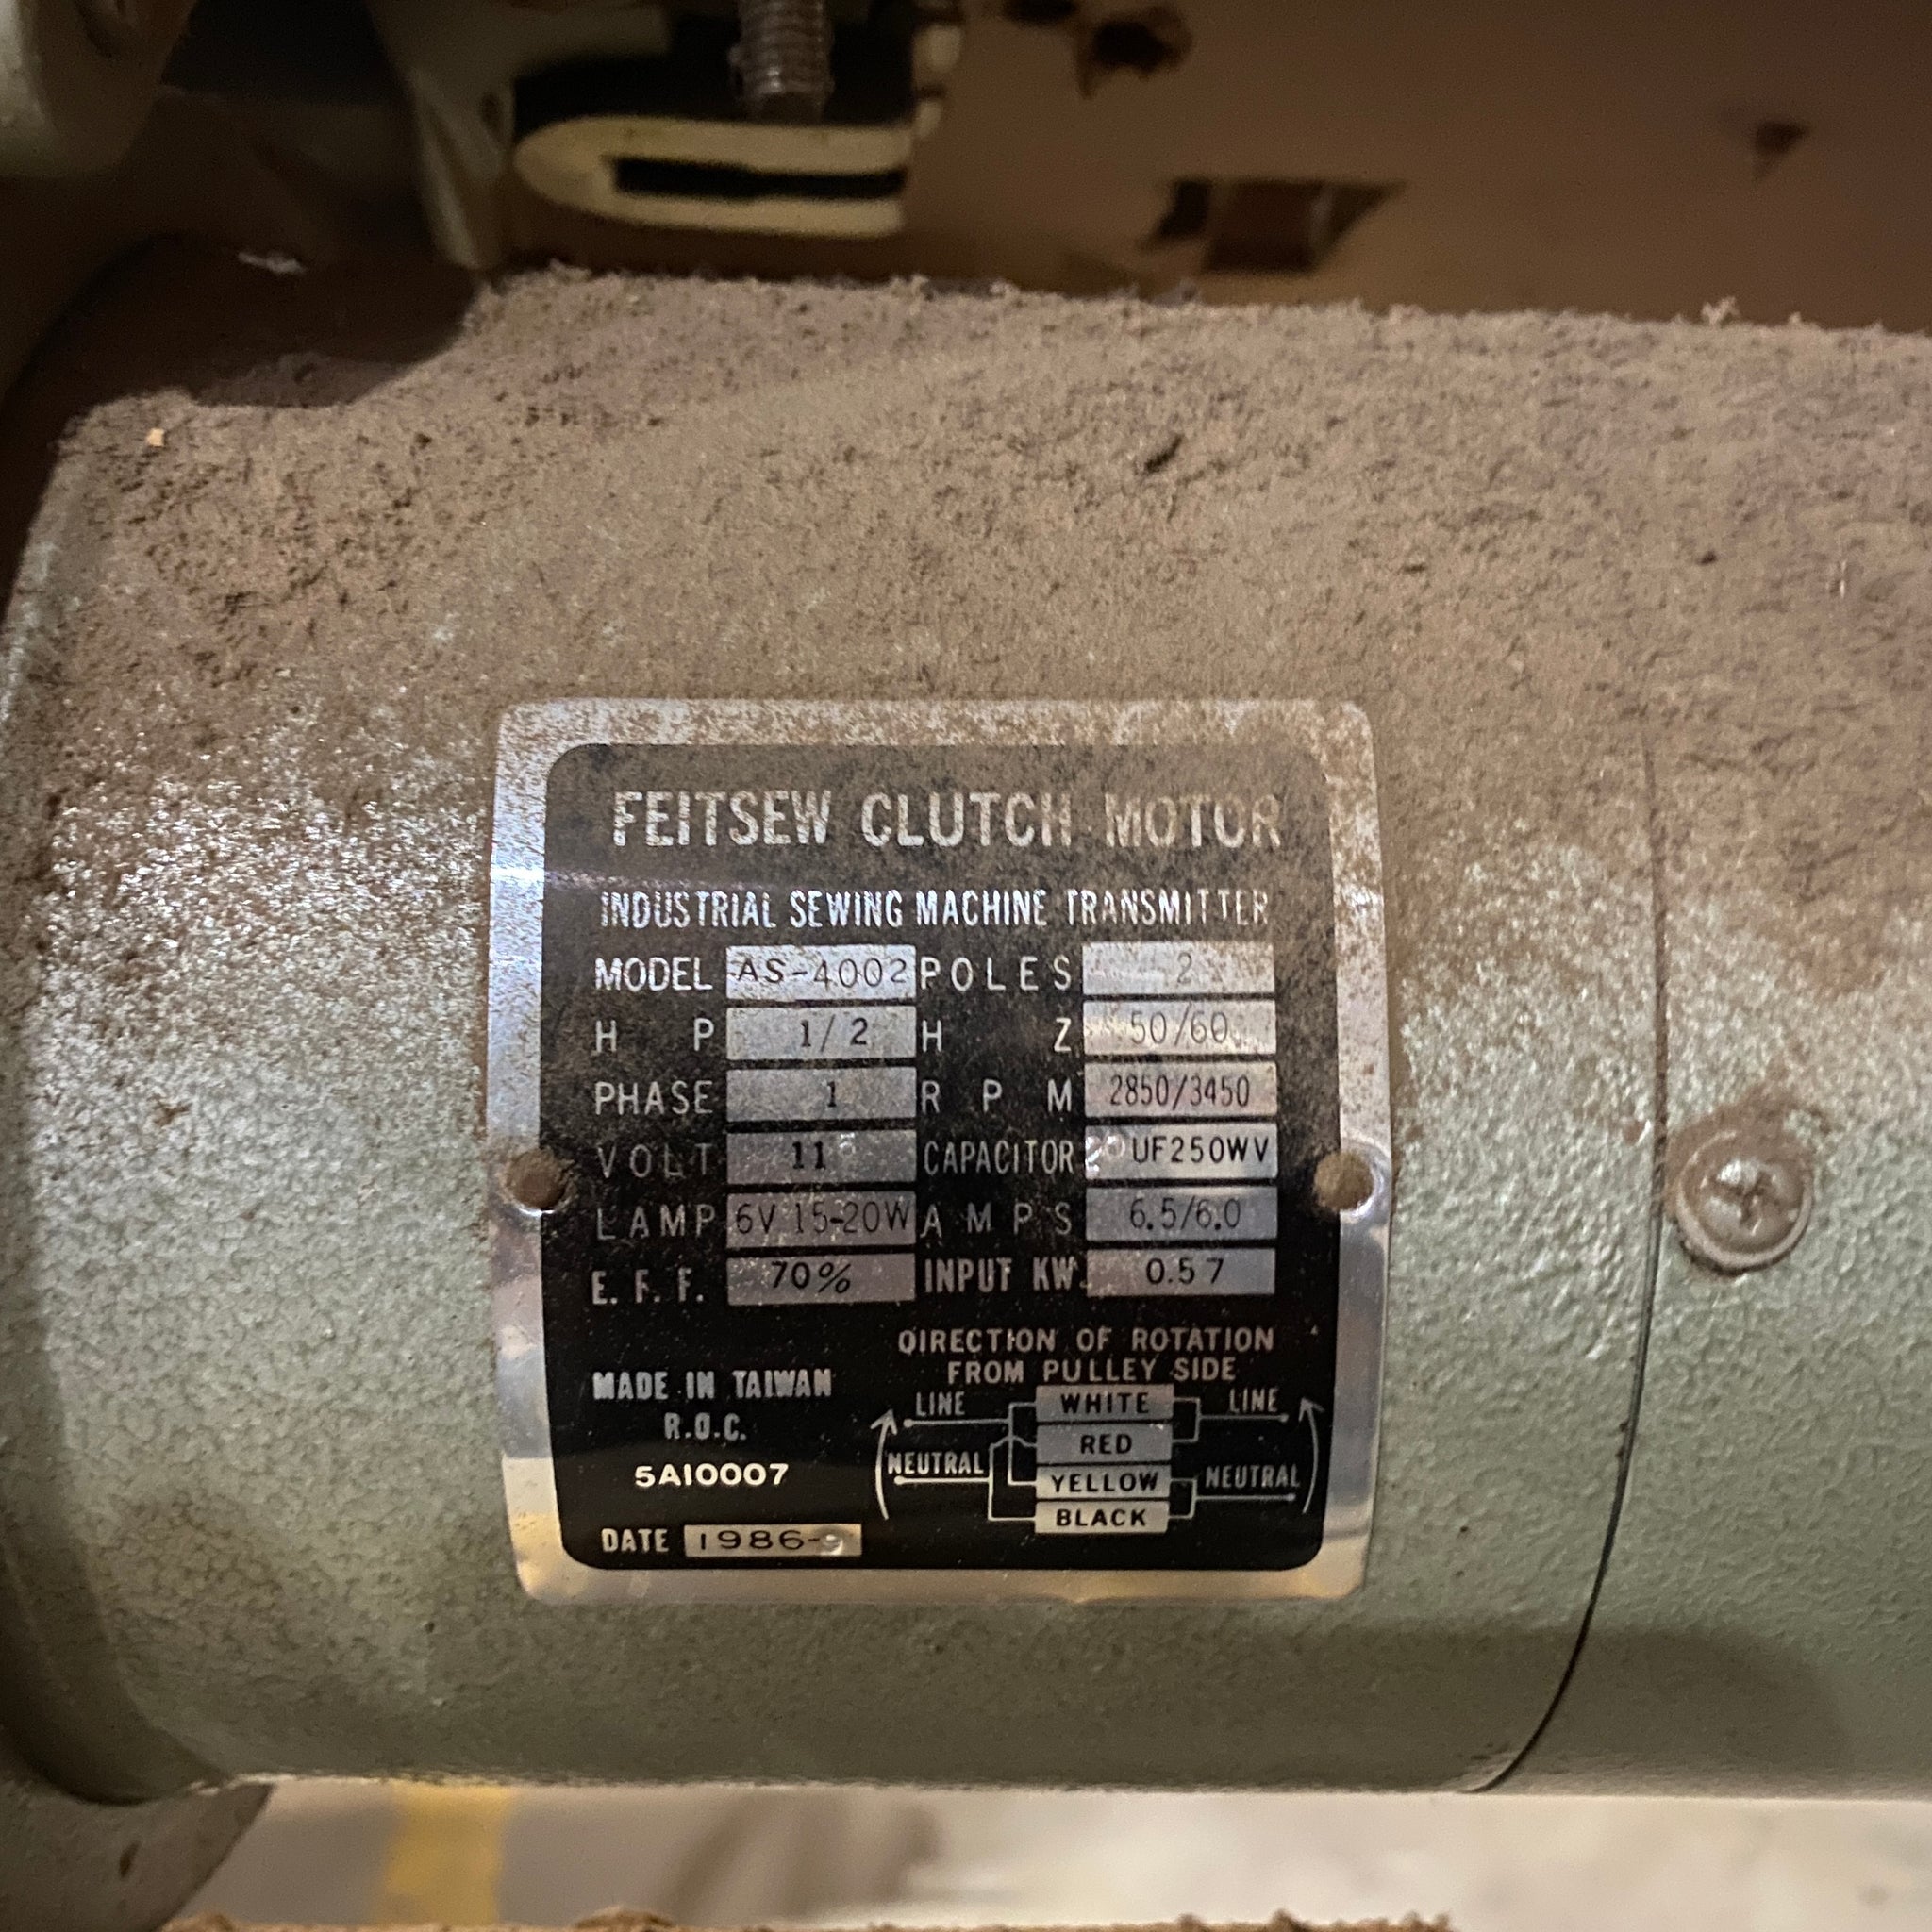 FEITSEW CLUTCH MOTOR
INDUSTRIAL SEWING MACHINE TRANSMITTER
MODEL AS-4002 POLES 2
H P 1/2 H Z 50/60
PHASE 1 R P M 2850/3450
VOLT CAPACITOR UF250WV
LAMP 6V 15-20W A M P S 6.5/6.0
E. F. F. 70% INPUT KW. 0.57
DIRECTION OF ROTATION
FROM PULLEY SIDE
MADE IN TAIWAN
R.O.C.
5A10007
DATE 1986-
LINE WHITE LINE
RED
NEUTRAL YELLOW NEUTRAL
BLACK